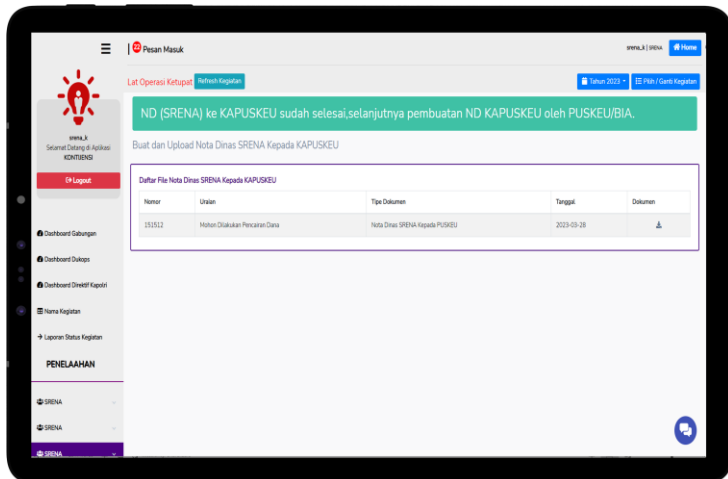 22 Pesan Masuk
srena_k | SRENA
Home
Lat Operasi Ketupat
Refresh Kegiatan
Tahun 2023
Pilih / Ganti Kegiatan
srena_k
Selamat Datang di Aplikasi
KONTIJENSI
Logout
ND (SRENA) ke KAPUSKEU sudah selesai,selanjutnya pembuatan ND KAPUSKEU oleh PUSKEU/BIA.
Buat dan Upload Nota Dinas SRENA Kepada KAPUSKEU
Daftar File Nota Dinas SRENA Kepada KAPUSKEU
Nomor Uraian Tipe Dokumen Tanggal Dokumen
151512 Mohon Dilakukan Pencairan Dana Nota Dinas SRENA Kepada PUSKEU 2023-03-28
Dashboard Gabungan
Dashboard Dukops
Dashboard Direktif Kapolri
Nama Kegiatan
Laporan Status Kegiatan
PENELAAHAN
SRENA
SRENA
SRENA